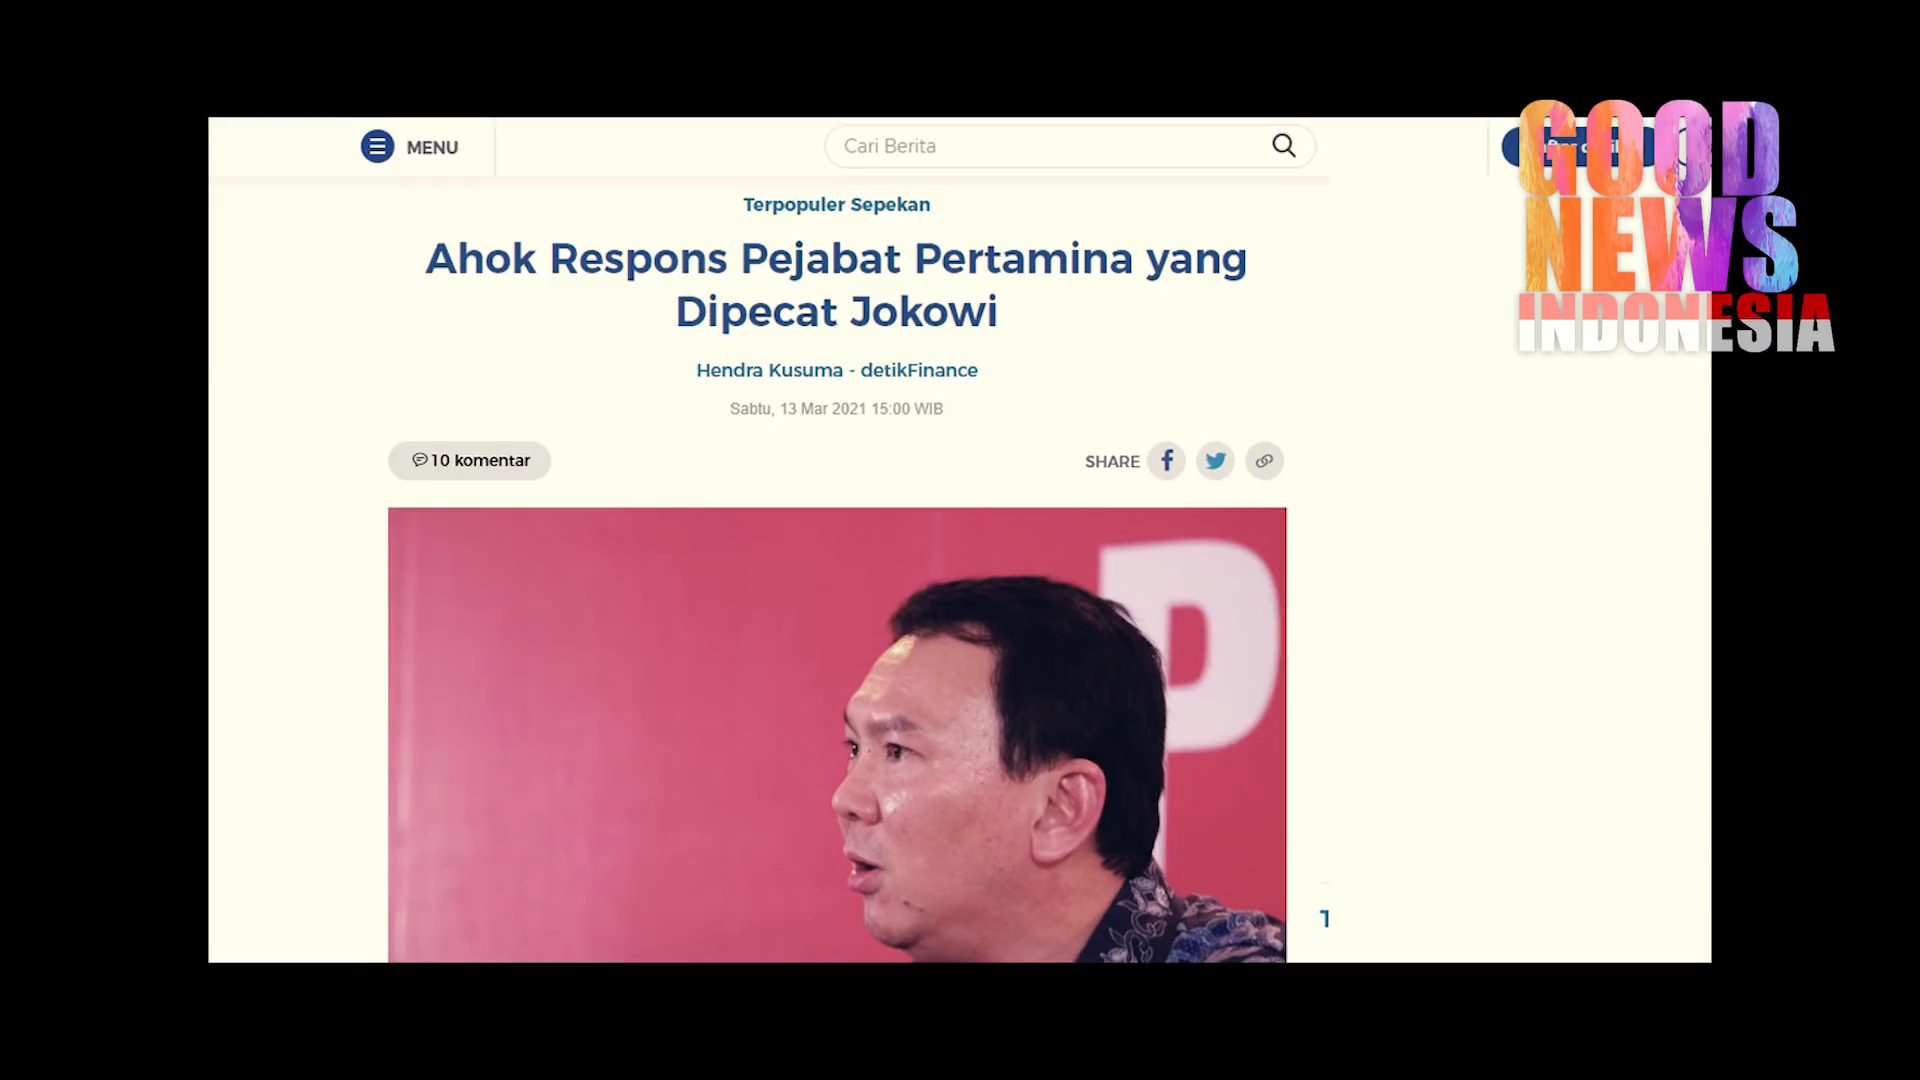 MENU
Cari Berita
Terpopuler Sepekan
Ahok Respons Pejabat Pertamina yang
Dipecat Jokowi
Hendra Kusuma - detikFinance
Sabtu, 13 Mar 2021 15:00 WIB
10 komentar
SHARE
GOOD
NEWS
INDONESIA
P
T